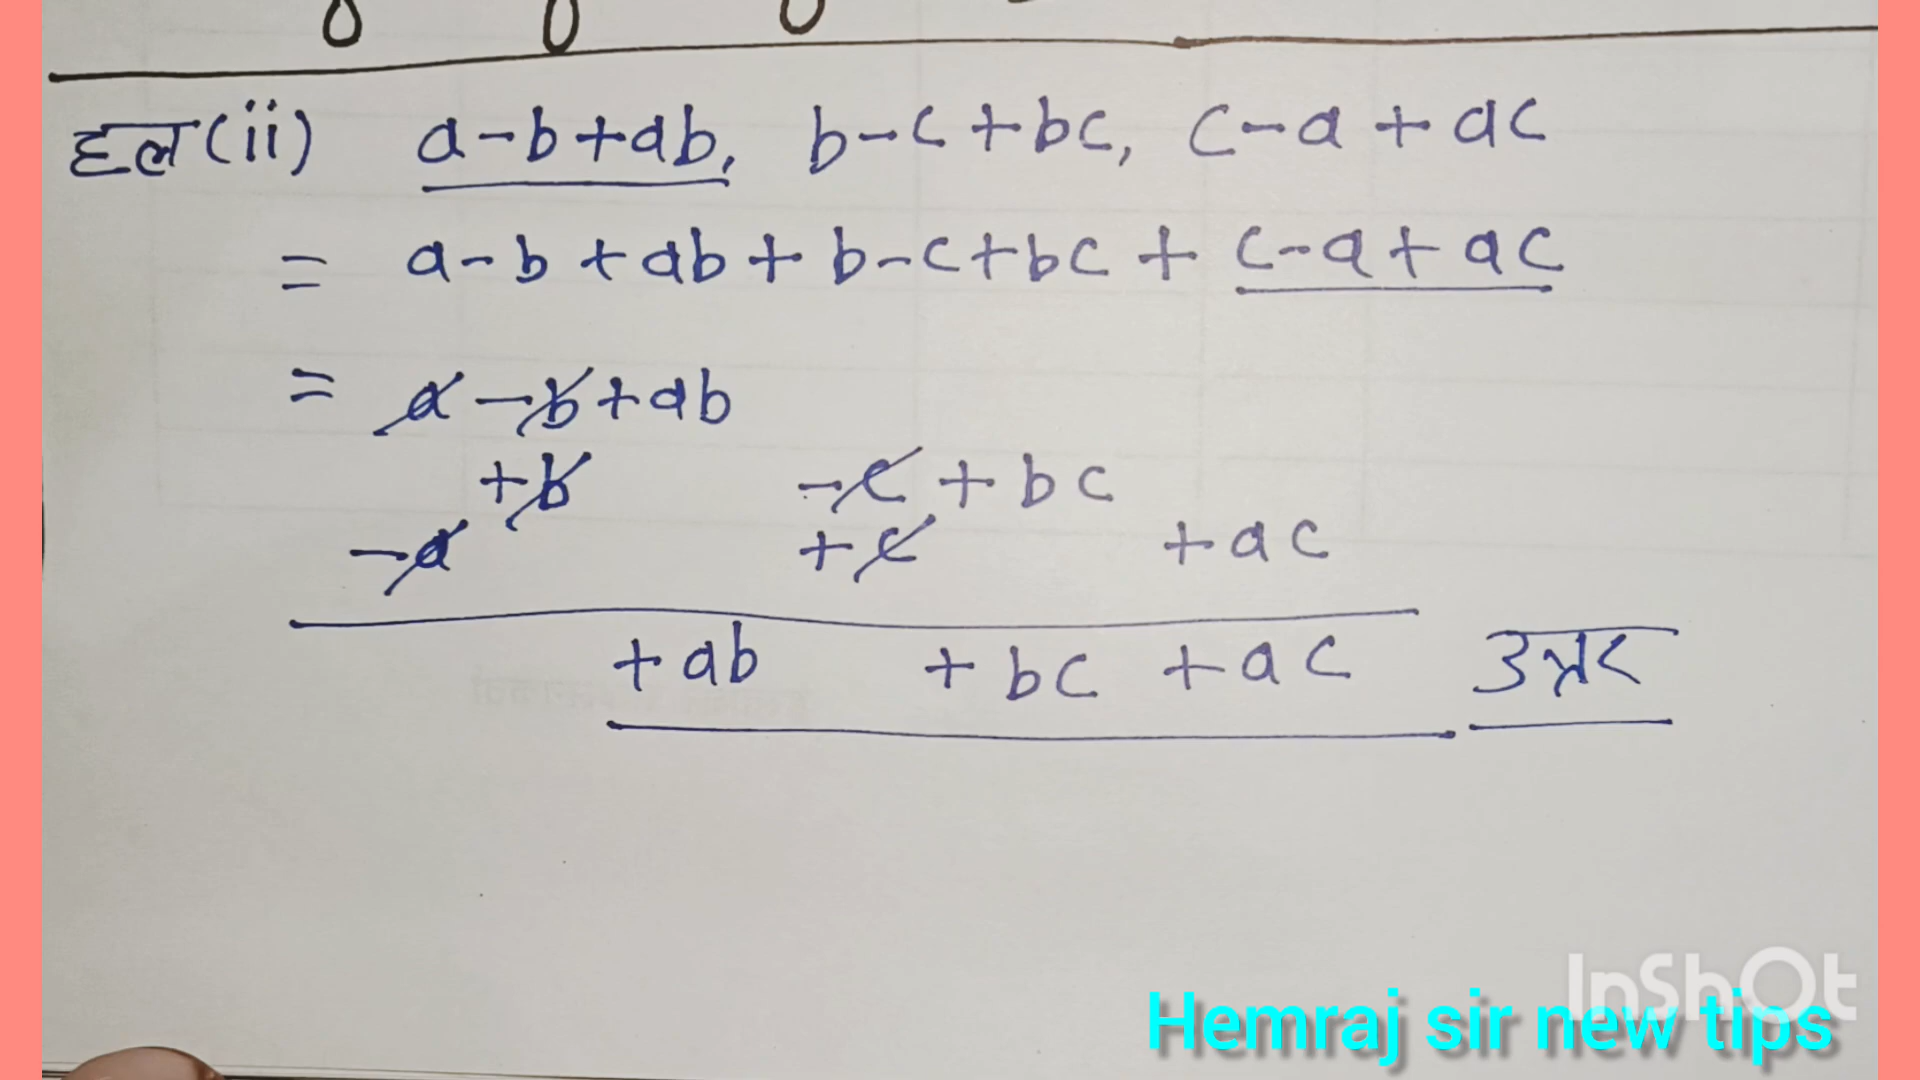 हल (ii) a-b+ab, b-c+bc, c-a+ac
= a-b+ab+b-c+bc+c-a+ac
= a-b+ab
+b -c+bc
-a +c +ac
+ab +bc +ac उत्तर
InShOt
Hemraj sir new tips